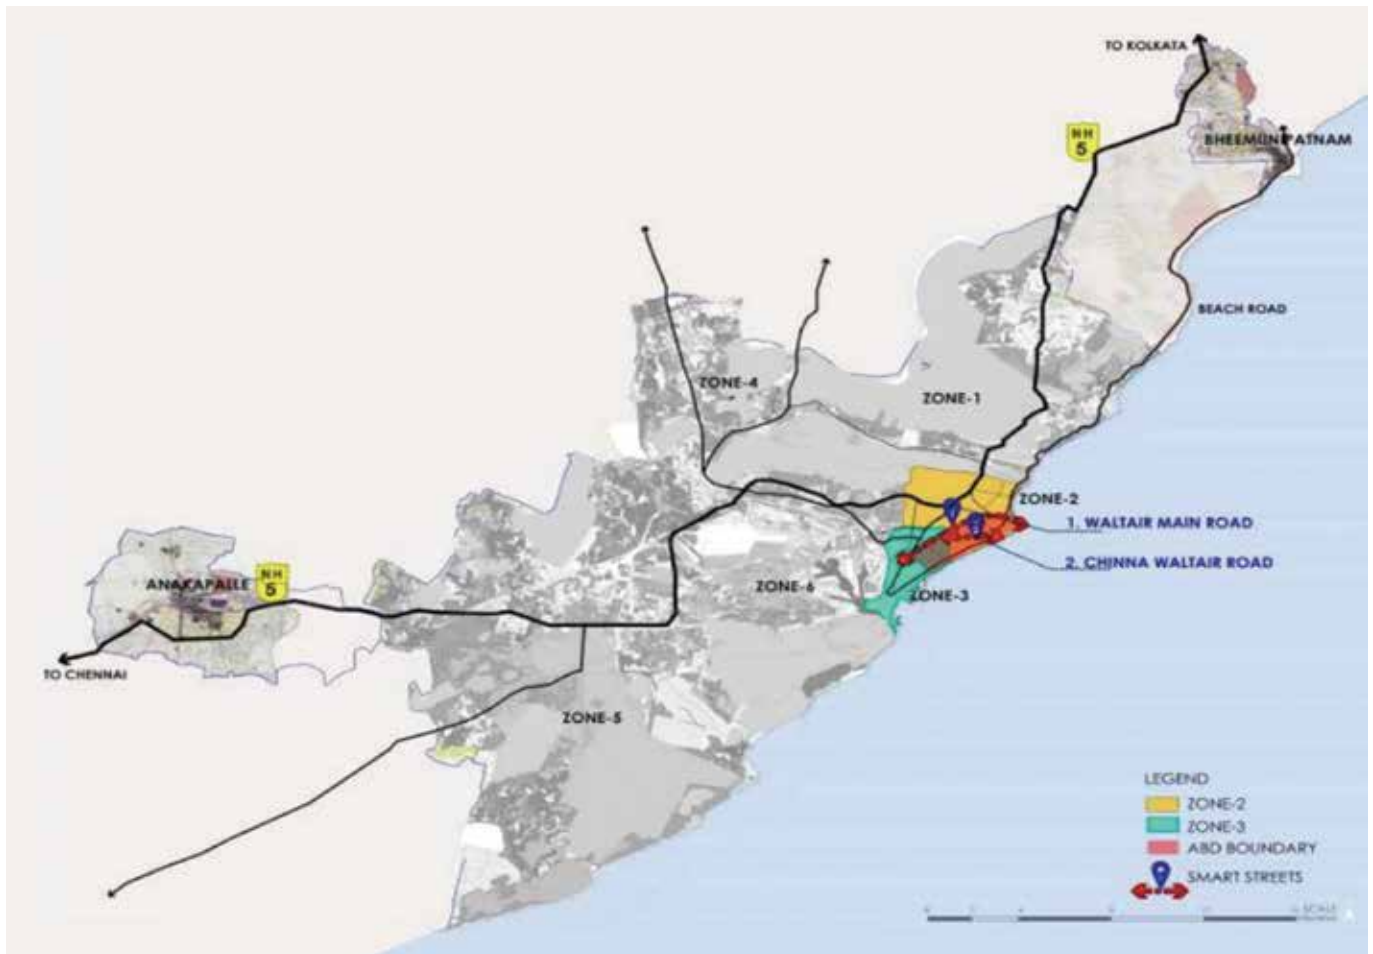 TO KOLKATA
NH
5
BHEEMUNIPATNAM
BEACH ROAD
ZONE-4
ZONE-1
ZONE-2
1. WALTAIR MAIN ROAD
2. CHINNA WALTAIR ROAD
ANAKAPALLE
NH
5
ZONE-6
ZONE-3
TO CHENNAI
ZONE-5
LEGEND
ZONE-2
ZONE-3
ABD BOUNDARY
SMART STREETS
SCALE